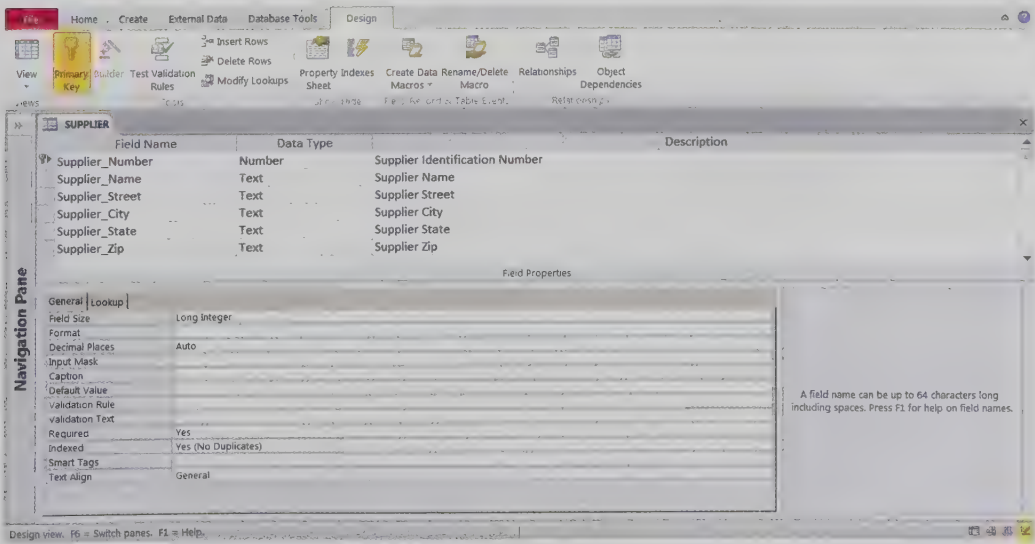 File Home Create External Data Database Tools Design
View
Primary Key
Builder
Test Validation Rules
Insert Rows
Delete Rows
Modify Lookups
Property Sheet
Indexes
Create Data Macros
Rename/Delete Macro
Relationships
Object Dependencies
Views Tools Relationships
SUPPLIER
Field Name Data Type Description
Supplier_Number Number Supplier Identification Number
Supplier_Name Text Supplier Name
Supplier_Street Text Supplier Street
Supplier_City Text Supplier City
Supplier_State Text Supplier State
Supplier_Zip Text Supplier Zip
Navigation Pane
Field Properties
General Lookup
Field Size Long Integer
Format
Decimal Places Auto
Input Mask
Caption
Default Value
Validation Rule
Validation Text
Required Yes
Indexed Yes (No Duplicates)
Smart Tags
Text Align General
A field name can be up to 64 characters long
including spaces. Press F1 for help on field names.
Design view. F6 = Switch panes. F1 = Help.